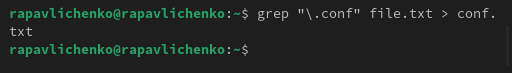 rapavlichenko@rapavlichenko:~$ grep "\.conf" file.txt > conf.
txt
rapavlichenko@rapavlichenko:~$